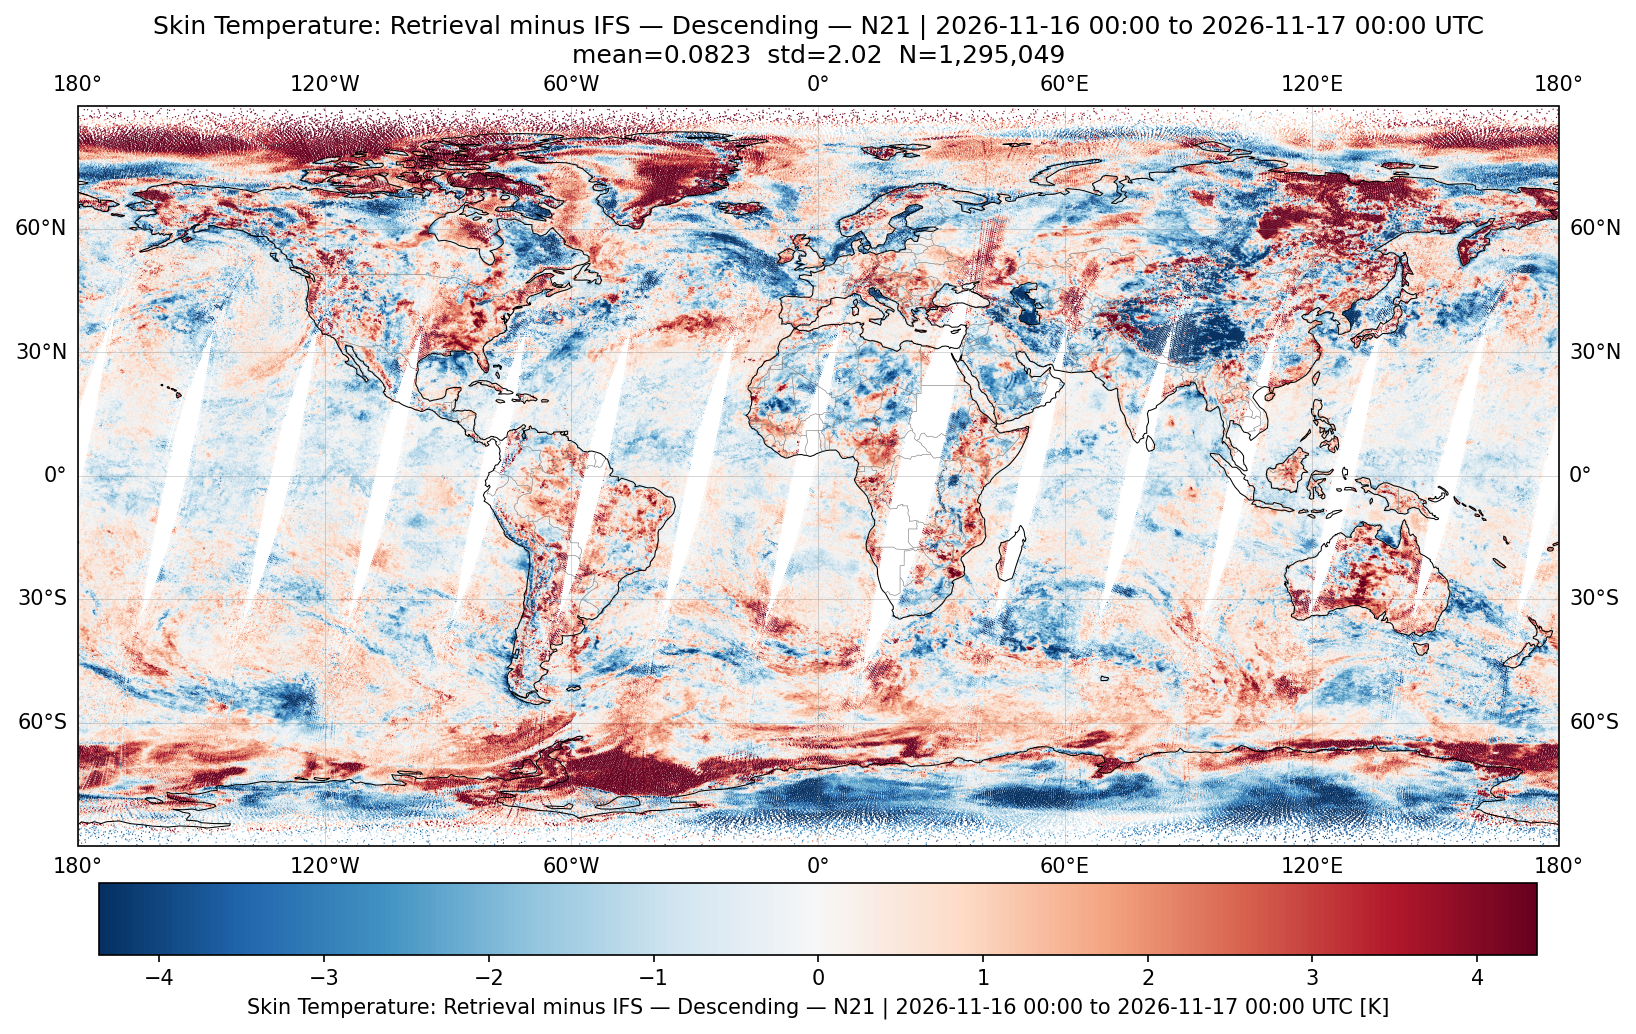 Skin Temperature: Retrieval minus IFS — Descending — N21 | 2026-11-16 00:00 to 2026-11-17 00:00 UTC
mean=0.0823  std=2.02  N=1,295,049
180° 120°W 60°W 0° 60°E 120°E 180°
60°N 60°N
30°N 30°N
0° 0°
30°S 30°S
60°S 60°S
180° 120°W 60°W 0° 60°E 120°E 180°
−4 −3 −2 −1 0 1 2 3 4
Skin Temperature: Retrieval minus IFS — Descending — N21 | 2026-11-16 00:00 to 2026-11-17 00:00 UTC [K]